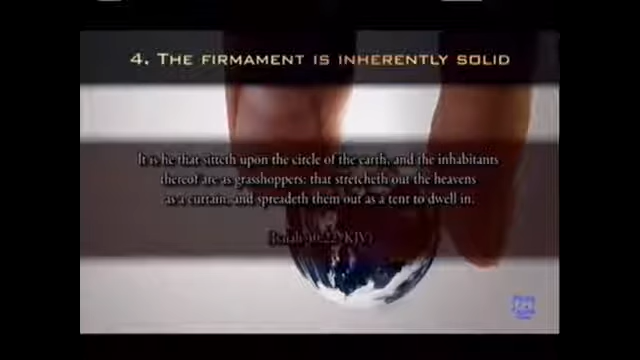 4. THE FIRMAMENT IS INHERENTLY SOLID
It is he that sitteth upon the circle of the earth, and the inhabitants
thereof are as grasshoppers; that stretcheth out the heavens
as a curtain, and spreadeth them out as a tent to dwell in.
(Isaiah 40:22 KJV)